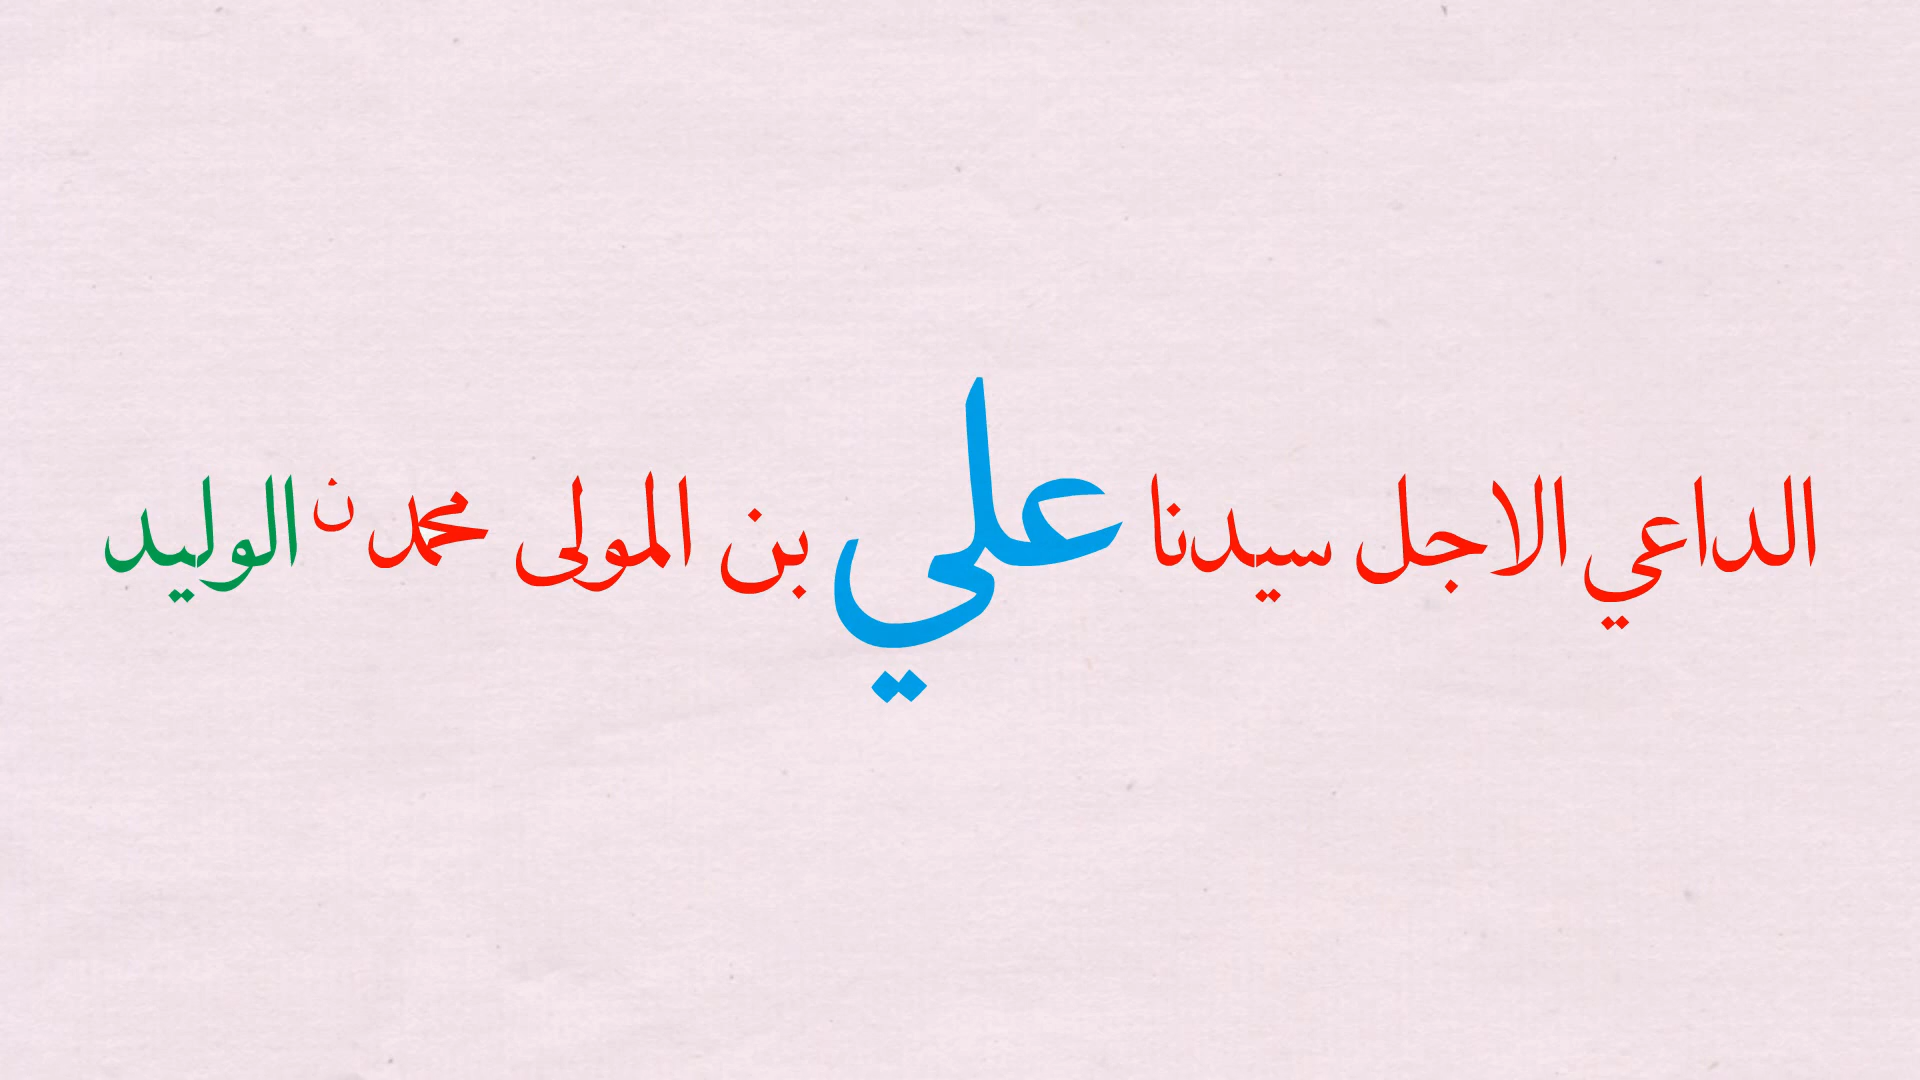 الداعي الاجل سيدنا علي بن المولى محمد ن الوليد